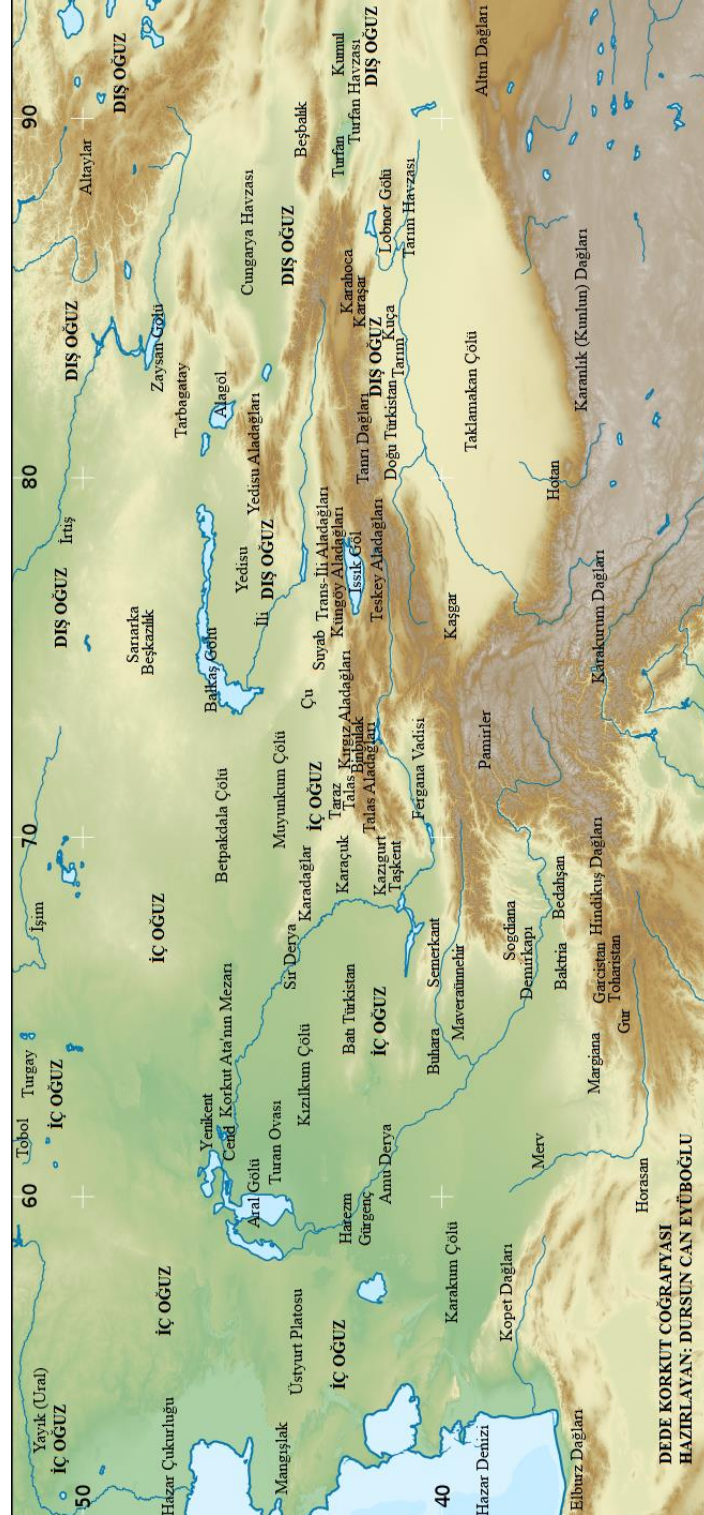 Yayık (Ural)
İÇ OĞUZ
50
Hazar Çukurluğu
İÇ OĞUZ
Mangışlak
Üstyurt Platosu
İÇ OĞUZ
40
Hazar Denizi
Karakum Çölü
Kopet Dağları
Elburz Dağları
DEDE KORKUT COĞRAFYASI
HAZIRLAYAN: DURSUN CAN EYÜBOĞLU
Tobol
Turgay
İÇ OĞUZ
60
Yenikent
Cend
Korkut Ata'nın Mezarı
Aral Gölü
Turan Ovası
Kızılkum Çölü
Harezm
Gürgenç
Amu Derya
Batı Türkistan
İÇ OĞUZ
Buhara
Semerkant
Maveraünnehir
Merv
Horasan
Margiana
Gur
Garcistan
Toharistan
Hindikuş Dağları
Baktria
Bedahşan
Demirkapı
Sogdiana
İşim
İÇ OĞUZ
70
Betpakdala Çölü
Muyunkum Çölü
Sir Derya
Karadağlar
İÇ OĞUZ
Karaçuk
Taraz
Talas
Kırgız Aladağları
Binbulak
Talas Aladağları
Kazıgurt
Taşkent
Fergana Vadisi
Pamirler
Karakurum Dağları
DIŞ OĞUZ
İrtiş
Sarıarka
Beşkazılık
Balkaş Gölü
Yedisu
İli
DIŞ OĞUZ
Çu
Suyab
Trans-İli Aladağları
Küngöy Aladağları
Issık Göl
Teskey Aladağları
Kaşgar
80
Hotan
DIŞ OĞUZ
Zaysan Gölü
Tarbagatay
Alagöl
Yedisu Aladağları
Tanrı Dağları
DIŞ OĞUZ
Doğu Türkistan
Tarım
Kuça
Karahoca
Karaşar
Taklamakan Çölü
Karanlık (Kunlun) Dağları
DIŞ OĞUZ
90
Altaylar
Cungarya Havzası
DIŞ OĞUZ
Beşbalık
Turfan
Turfan Havzası
Kumul
DIŞ OĞUZ
Lobnor Gölü
Tarım Havzası
Altın Dağları